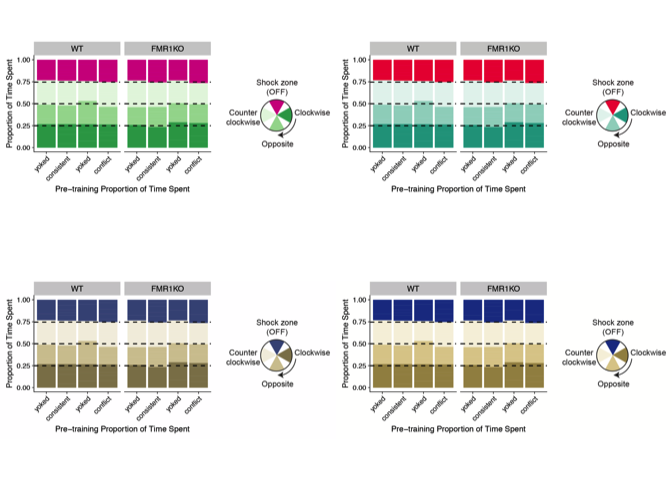 WT FMR1KO
1.00
0.75
0.50
0.25
0.00
Proportion of Time Spent
yoked consistent yoked conflict yoked consistent yoked conflict
Pre-training Proportion of Time Spent
Shock zone
(OFF)
Counter
clockwise
Clockwise
Opposite
WT FMR1KO
1.00
0.75
0.50
0.25
0.00
Proportion of Time Spent
yoked consistent yoked conflict yoked consistent yoked conflict
Pre-training Proportion of Time Spent
Shock zone
(OFF)
Counter
clockwise
Clockwise
Opposite
WT FMR1KO
1.00
0.75
0.50
0.25
0.00
Proportion of Time Spent
yoked consistent yoked conflict yoked consistent yoked conflict
Pre-training Proportion of Time Spent
Shock zone
(OFF)
Counter
clockwise
Clockwise
Opposite
WT FMR1KO
1.00
0.75
0.50
0.25
0.00
Proportion of Time Spent
yoked consistent yoked conflict yoked consistent yoked conflict
Pre-training Proportion of Time Spent
Shock zone
(OFF)
Counter
clockwise
Clockwise
Opposite